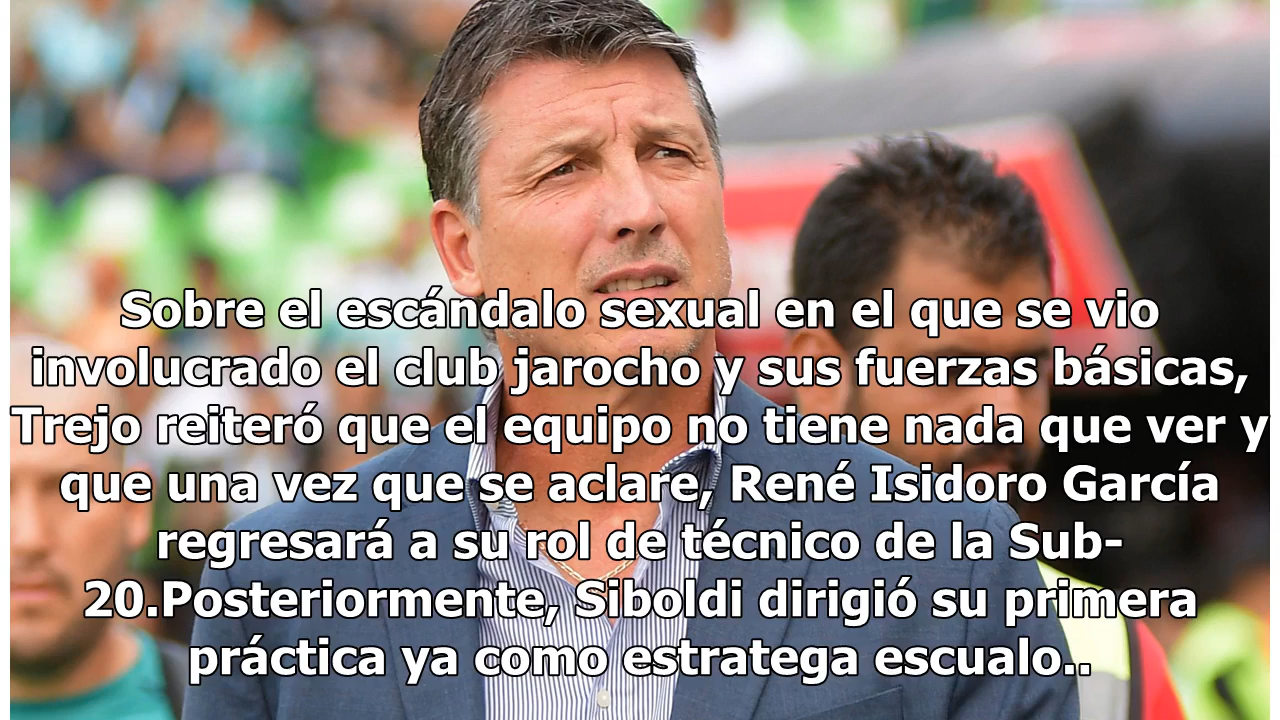 Sobre el escándalo sexual en el que se vio
involucrado el club jarocho y sus fuerzas básicas,
Trejo reiteró que el equipo no tiene nada que ver y
que una vez que se aclare, René Isidoro García
regresará a su rol de técnico de la Sub-
20.Posteriormente, Siboldi dirigió su primera
práctica ya como estratega escualo..